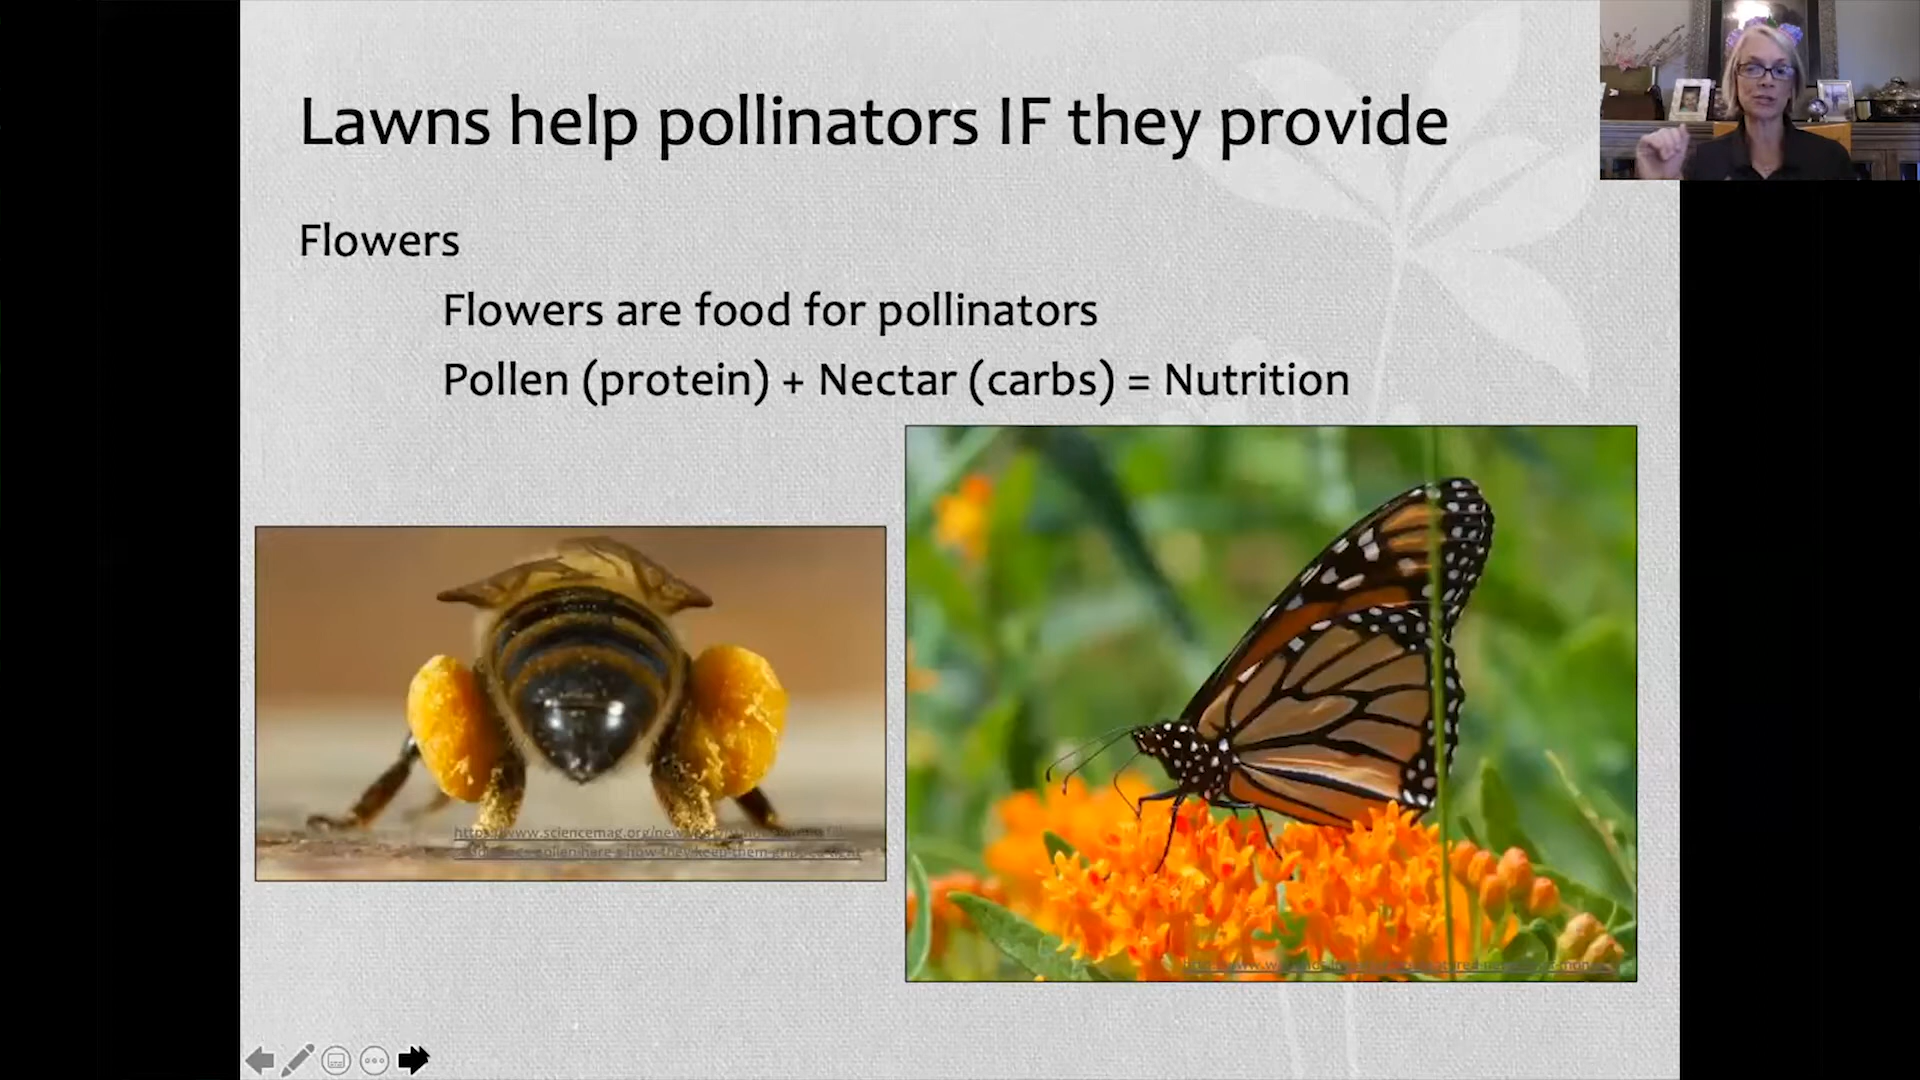 Lawns help pollinators IF they provide
Flowers
Flowers are food for pollinators
Pollen (protein) + Nectar (carbs) = Nutrition